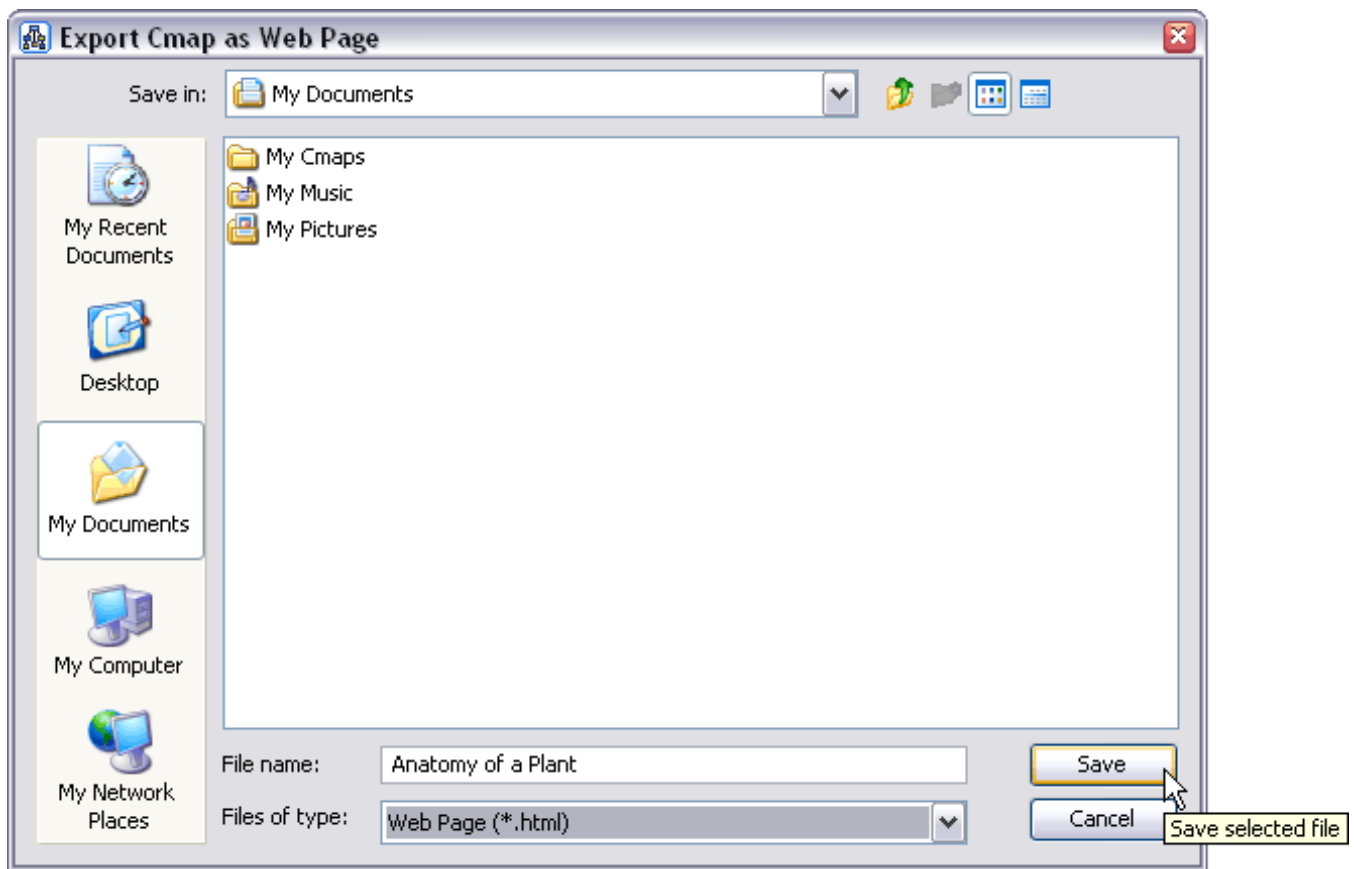 Export Cmap as Web Page
Save in:
My Documents
My Cmaps
My Music
My Pictures
My Recent
Documents
Desktop
My Documents
My Computer
My Network
Places
File name:
Anatomy of a Plant
Save
Files of type:
Web Page (*.html)
Cancel
Save selected file